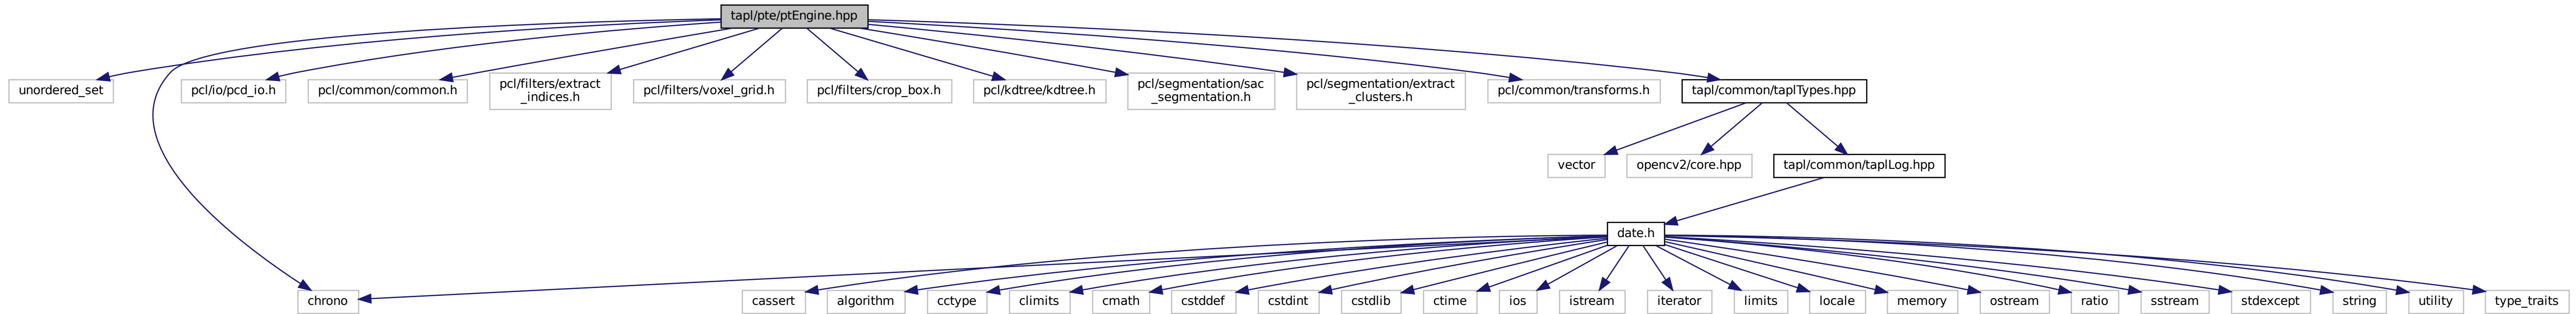 tapl/pte/ptEngine.hpp
unordered_set
pcl/io/pcd_io.h
pcl/common/common.h
pcl/filters/extract
_indices.h
pcl/filters/voxel_grid.h
pcl/filters/crop_box.h
pcl/kdtree/kdtree.h
pcl/segmentation/sac
_segmentation.h
pcl/segmentation/extract
_clusters.h
pcl/common/transforms.h
tapl/common/taplTypes.hpp
vector
opencv2/core.hpp
tapl/common/taplLog.hpp
date.h
chrono
cassert
algorithm
cctype
climits
cmath
cstddef
cstdint
cstdlib
ctime
ios
istream
iterator
limits
locale
memory
ostream
ratio
sstream
stdexcept
string
utility
type_traits